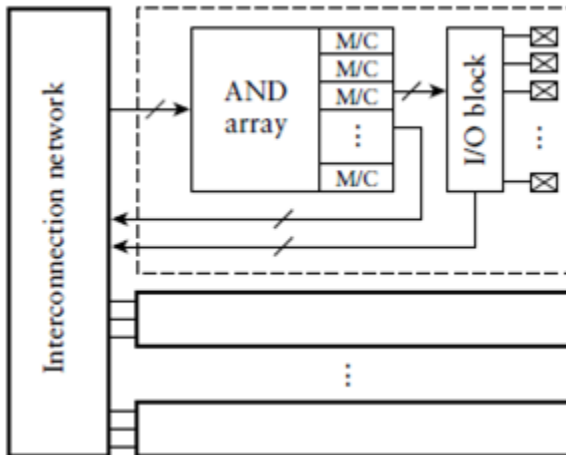 Interconnection network
AND
array
M/C
M/C
M/C
⋮
M/C
I/O block
⋮
⋮